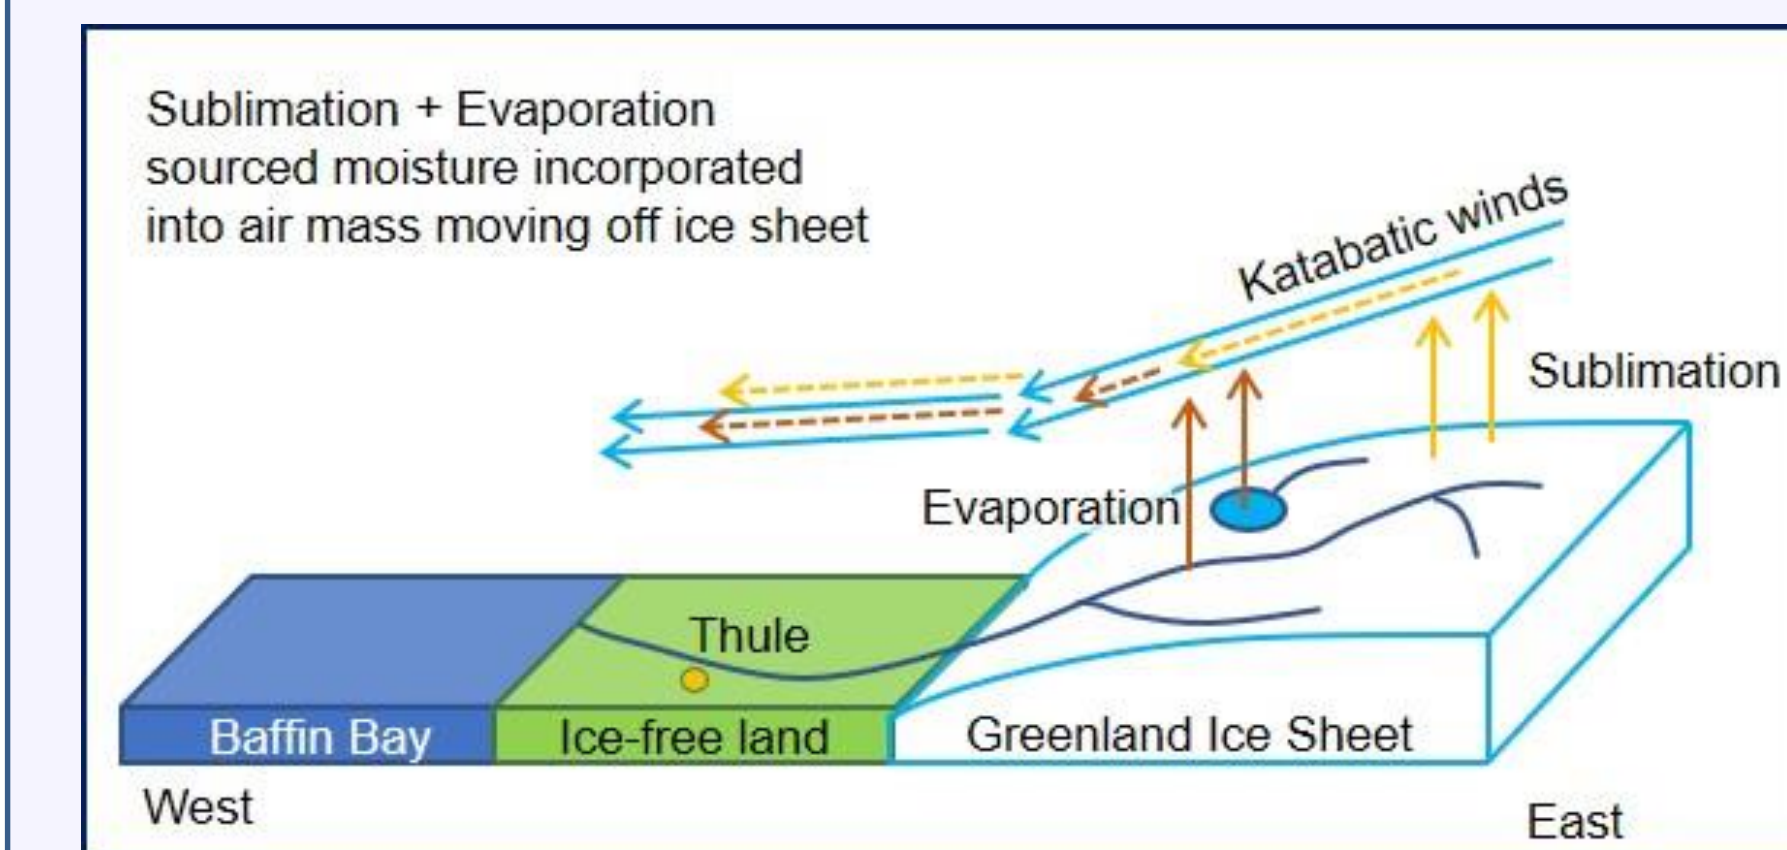 Sublimation + Evaporation
sourced moisture incorporated
into air mass moving off ice sheet
Katabatic winds
Sublimation
Evaporation
Thule
Baffin Bay
Ice-free land
Greenland Ice Sheet
West
East